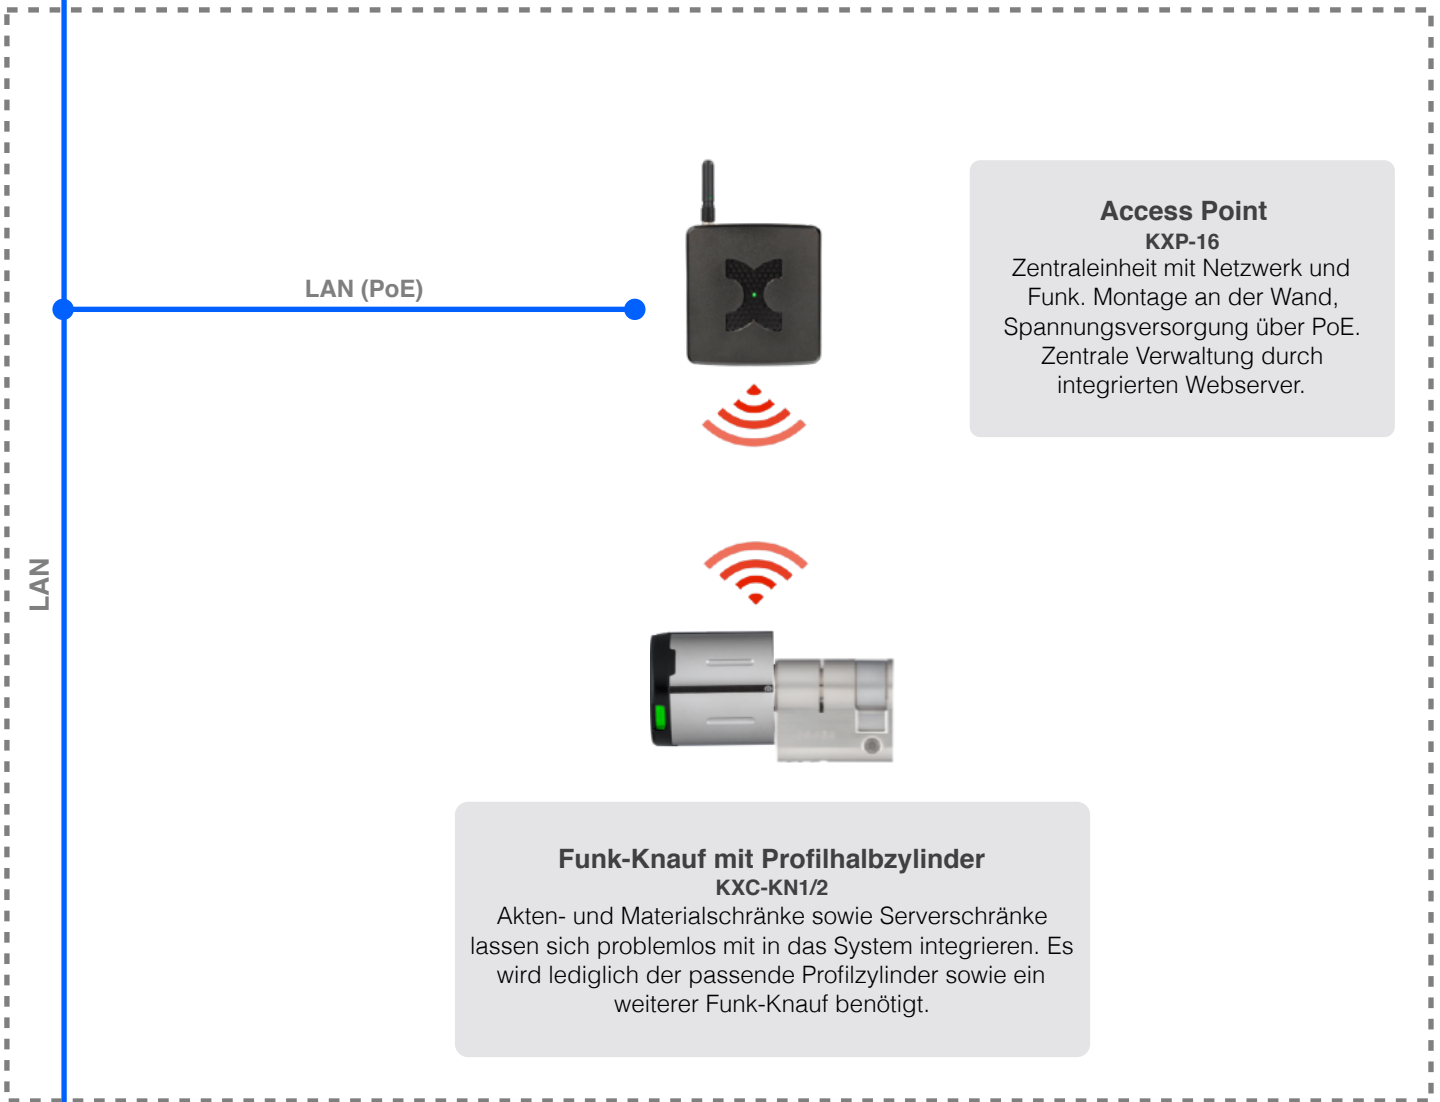 LAN (PoE)
Access Point
KXP-16
Zentraleinheit mit Netzwerk und
Funk. Montage an der Wand,
Spannungsversorgung über PoE.
Zentrale Verwaltung durch
integrierten Webserver.
LAN
Funk-Knauf mit Profilhalbzylinder
KXC-KN1/2
Akten- und Materialschränke sowie Serverschränke
lassen sich problemlos mit in das System integrieren. Es
wird lediglich der passende Profilzylinder sowie ein
weiterer Funk-Knauf benötigt.